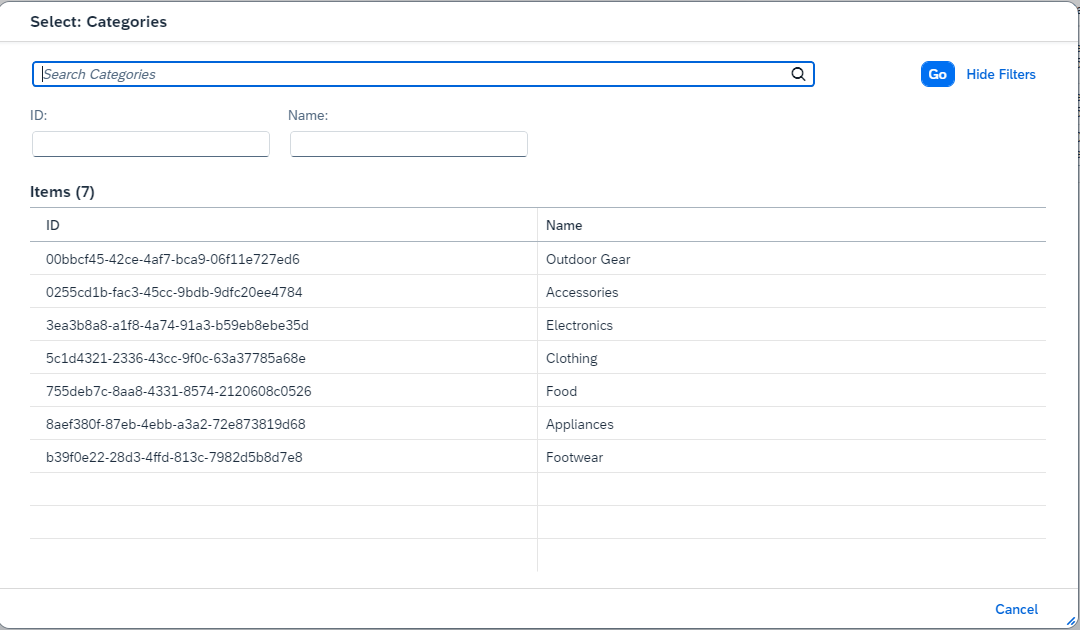 Select: Categories
Search Categories
Go Hide Filters
ID: Name:
Items (7)
ID Name
00bbcf45-42ce-4af7-bca9-06f11e727ed6 Outdoor Gear
0255cd1b-fac3-45cc-9bdb-9dfc20ee4784 Accessories
3ea3b8a8-a1f8-4a74-91a3-b59eb8ebe35d Electronics
5c1d4321-2336-43cc-9f0c-63a37785a68e Clothing
755deb7c-8aa8-4331-8574-2120608c0526 Food
8aef380f-87eb-4ebb-a3a2-72e873819d68 Appliances
b39f0e22-28d3-4ffd-813c-7982d5b8d7e8 Footwear
Cancel